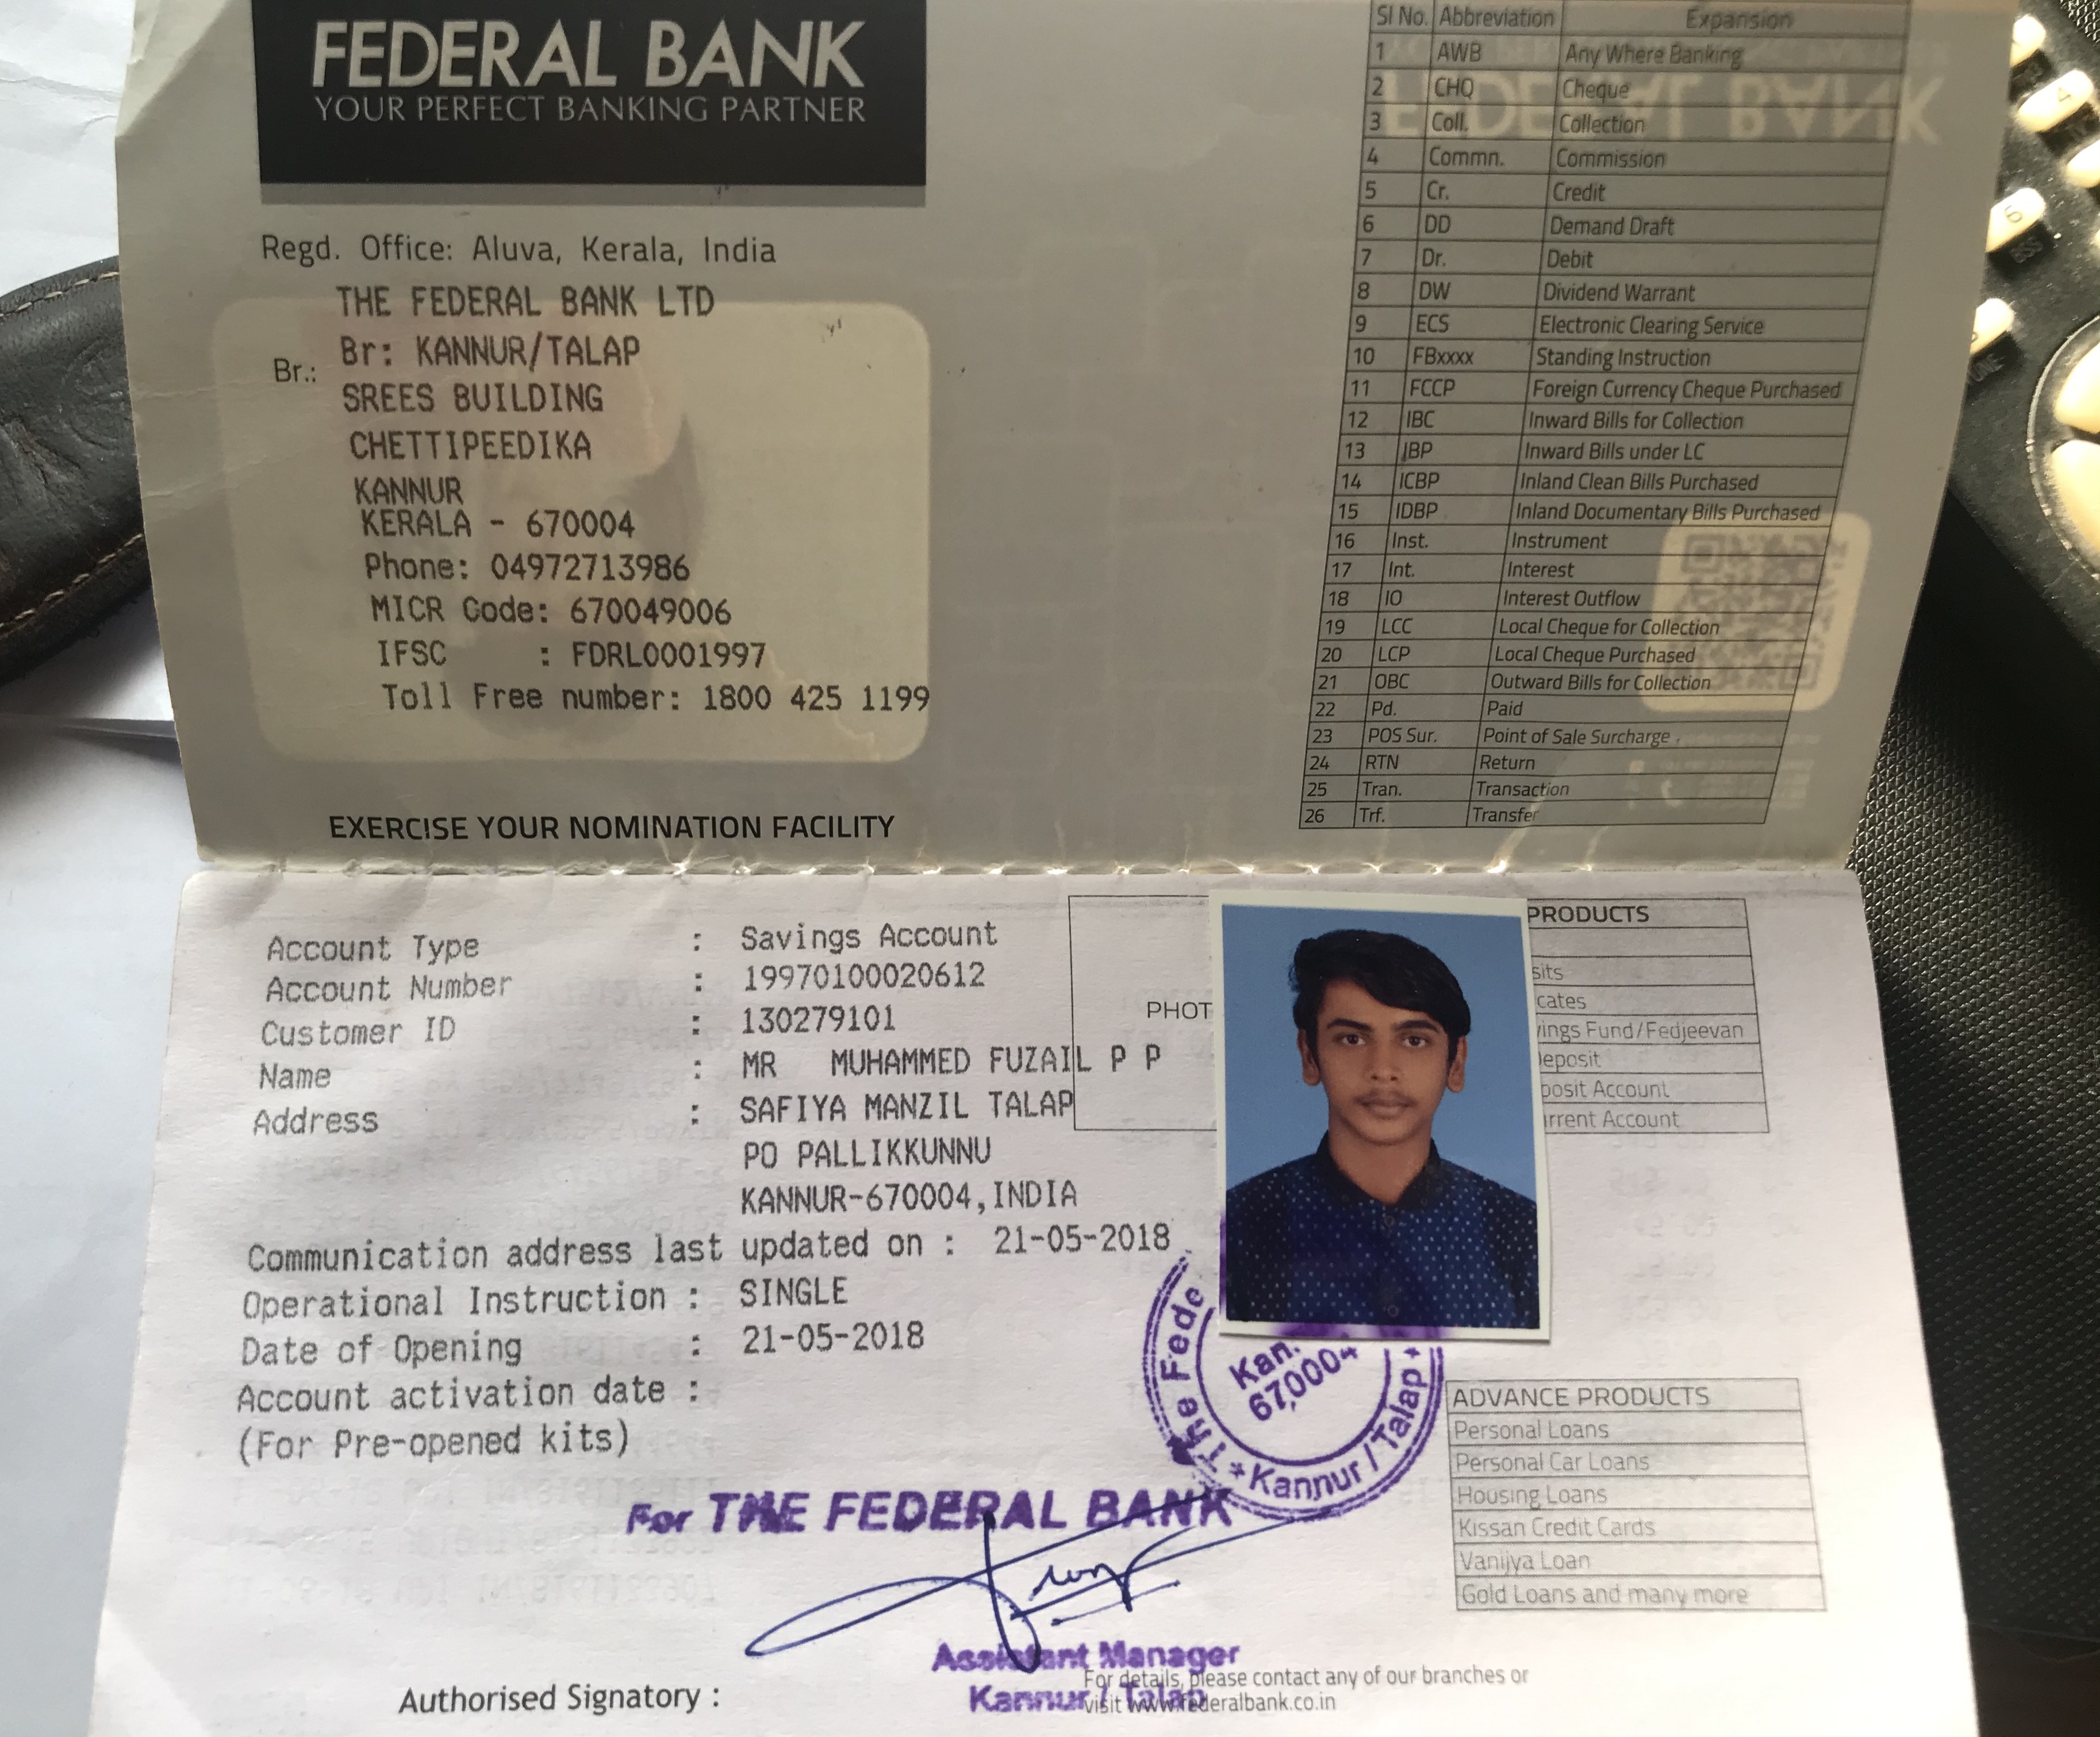 FEDERAL BANK
YOUR PERFECT BANKING PARTNER
Regd. Office: Aluva, Kerala, India
Br.:
THE FEDERAL BANK LTD
Br: KANNUR/TALAP
SREES BUILDING
CHETTIPEEDIKA
KANNUR
KERALA - 670004
Phone: 04972713986
MICR Code: 670049006
IFSC : FDRL0001997
Toll Free number: 1800 425 1199
EXERCISE YOUR NOMINATION FACILITY
Sl No. Abbreviation Expansion
1 AWB Any Where Banking
2 CHQ Cheque
3 Coll. Collection
4 Commn. Commission
5 Cr. Credit
6 DD Demand Draft
7 Dr. Debit
8 DW Dividend Warrant
9 ECS Electronic Clearing Service
10 FBxxxx Standing Instruction
11 FCCP Foreign Currency Cheque Purchased
12 IBC Inward Bills for Collection
13 IBP Inward Bills under LC
14 ICBP Inland Clean Bills Purchased
15 IDBP Inland Documentary Bills Purchased
16 Inst. Instrument
17 Int. Interest
18 IO Interest Outflow
19 LCC Local Cheque for Collection
20 LCP Local Cheque Purchased
21 OBC Outward Bills for Collection
22 Pd. Paid
23 POS Sur. Point of Sale Surcharge
24 RTN Return
25 Tran. Transaction
26 Trf. Transfer
Account Type : Savings Account
Account Number : 19970100020612
Customer ID : 130279101
Name : MR MUHAMMED FUZAIL P P
Address : SAFIYA MANZIL TALAP
PO PALLIKKUNNU
KANNUR-670004, INDIA
Communication address last updated on : 21-05-2018
Operational Instruction : SINGLE
Date of Opening : 21-05-2018
Account activation date :
(For Pre-opened kits)
PHOT
PRODUCTS
sits
cates
ings Fund/Fedjeevan
eposit
posit Account
rrent Account
The Fede
Kan
670004
* Kannur / Talap *
ADVANCE PRODUCTS
Personal Loans
Personal Car Loans
Housing Loans
Kissan Credit Cards
Vanijya Loan
Gold Loans and many more
For THE FEDERAL BANK
Assistant Manager
Kannur / Talap
Authorised Signatory :
For details, please contact any of our branches or
visit www.federalbank.co.in